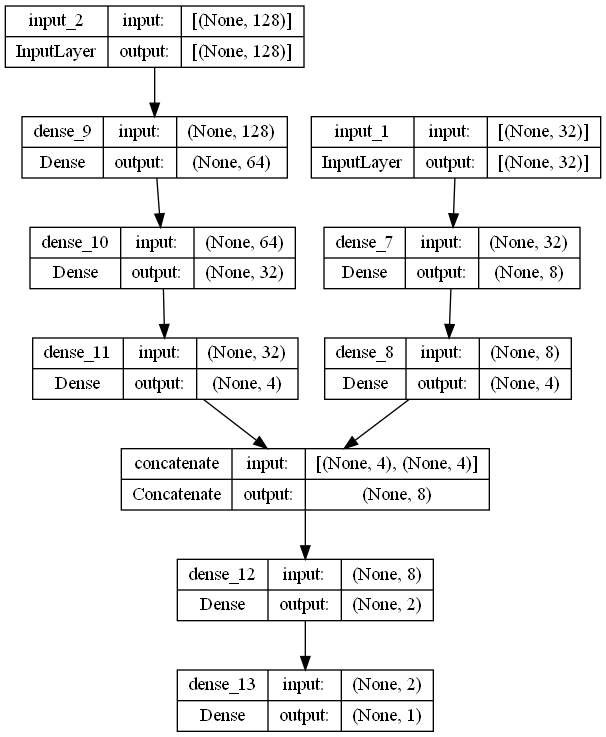 input_2 input: [(None, 128)]
InputLayer output: [(None, 128)]
dense_9 input: (None, 128)
Dense output: (None, 64)
input_1 input: [(None, 32)]
InputLayer output: [(None, 32)]
dense_10 input: (None, 64)
Dense output: (None, 32)
dense_7 input: (None, 32)
Dense output: (None, 8)
dense_11 input: (None, 32)
Dense output: (None, 4)
dense_8 input: (None, 8)
Dense output: (None, 4)
concatenate input: [(None, 4), (None, 4)]
Concatenate output: (None, 8)
dense_12 input: (None, 8)
Dense output: (None, 2)
dense_13 input: (None, 2)
Dense output: (None, 1)